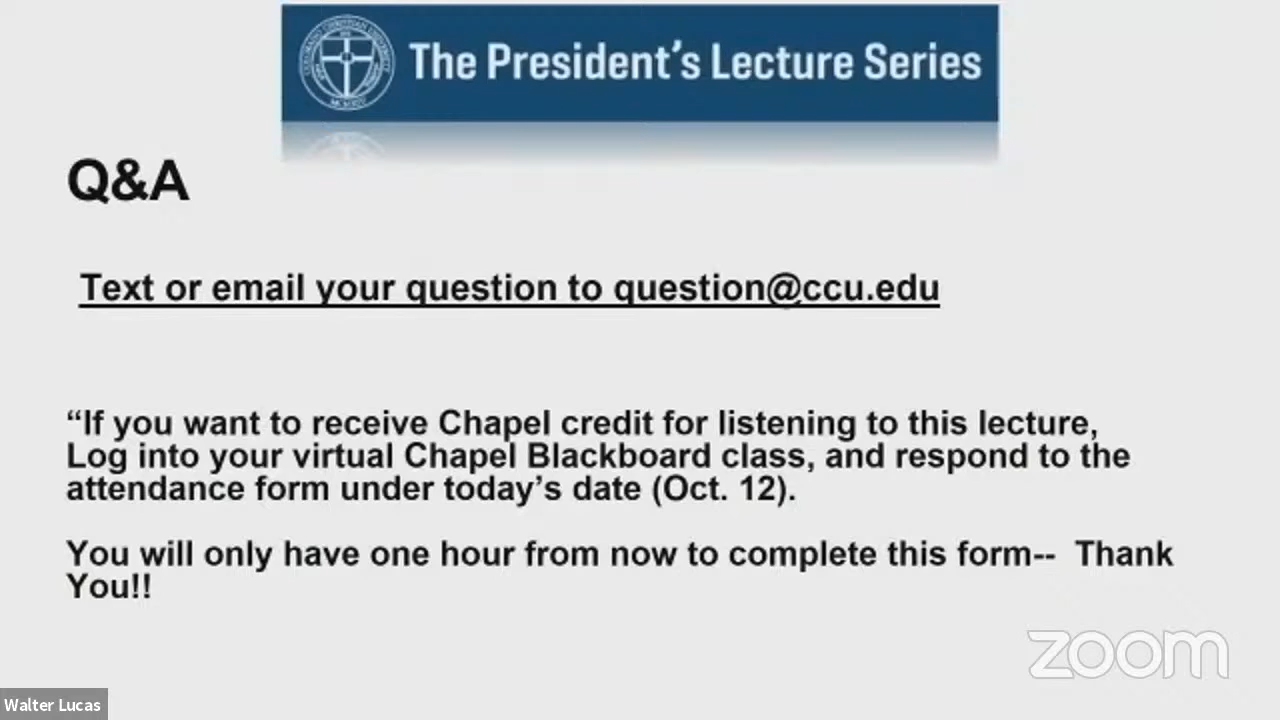 COLORADO CHRISTIAN UNIVERSITY
The President's Lecture Series
Q&A
Text or email your question to question@ccu.edu
“If you want to receive Chapel credit for listening to this lecture,
Log into your virtual Chapel Blackboard class, and respond to the
attendance form under today’s date (Oct. 12).
You will only have one hour from now to complete this form-- Thank
You!!
zoom
Walter Lucas